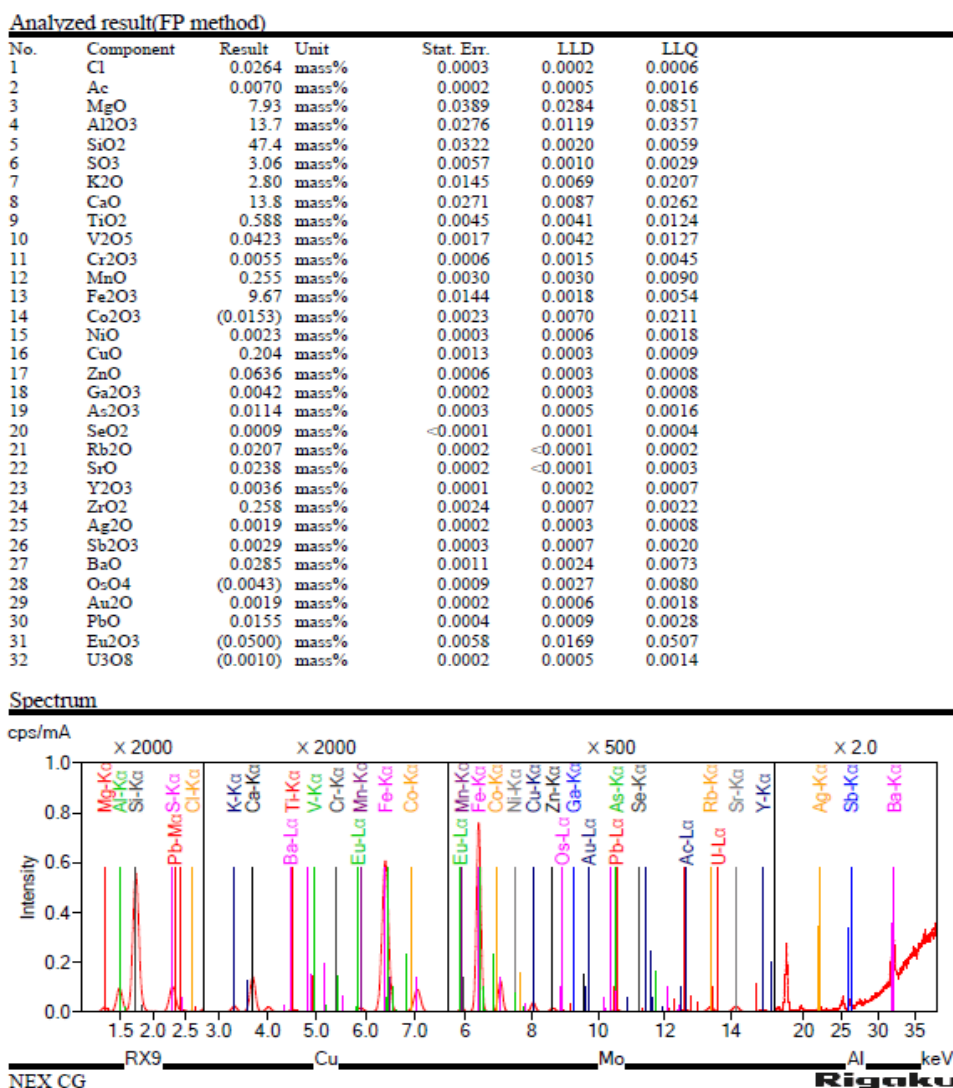 Analyzed result(FP method)
No. Component Result Unit Stat. Err. LLD LLQ
1 Cl 0.0264 mass% 0.0003 0.0002 0.0006
2 Ac 0.0070 mass% 0.0002 0.0005 0.0016
3 MgO 7.93 mass% 0.0389 0.0284 0.0851
4 Al2O3 13.7 mass% 0.0276 0.0119 0.0357
5 SiO2 47.4 mass% 0.0322 0.0020 0.0059
6 SO3 3.06 mass% 0.0057 0.0010 0.0029
7 K2O 2.80 mass% 0.0145 0.0069 0.0207
8 CaO 13.8 mass% 0.0271 0.0087 0.0262
9 TiO2 0.588 mass% 0.0045 0.0041 0.0124
10 V2O5 0.0423 mass% 0.0017 0.0042 0.0127
11 Cr2O3 0.0055 mass% 0.0006 0.0015 0.0045
12 MnO 0.255 mass% 0.0030 0.0030 0.0090
13 Fe2O3 9.67 mass% 0.0144 0.0018 0.0054
14 Co2O3 (0.0153) mass% 0.0023 0.0070 0.0211
15 NiO 0.0023 mass% 0.0003 0.0006 0.0018
16 CuO 0.204 mass% 0.0013 0.0003 0.0009
17 ZnO 0.0636 mass% 0.0006 0.0003 0.0008
18 Ga2O3 0.0042 mass% 0.0002 0.0003 0.0008
19 As2O3 0.0114 mass% 0.0003 0.0005 0.0016
20 SeO2 0.0009 mass% <0.0001 0.0001 0.0004
21 Rb2O 0.0207 mass% 0.0002 <0.0001 0.0002
22 SrO 0.0238 mass% 0.0002 <0.0001 0.0003
23 Y2O3 0.0036 mass% 0.0001 0.0002 0.0007
24 ZrO2 0.258 mass% 0.0024 0.0007 0.0022
25 Ag2O 0.0019 mass% 0.0002 0.0003 0.0008
26 Sb2O3 0.0029 mass% 0.0003 0.0007 0.0020
27 BaO 0.0285 mass% 0.0011 0.0024 0.0073
28 OsO4 (0.0043) mass% 0.0009 0.0027 0.0080
29 Au2O 0.0019 mass% 0.0002 0.0006 0.0018
30 PbO 0.0155 mass% 0.0004 0.0009 0.0028
31 Eu2O3 (0.0500) mass% 0.0058 0.0169 0.0507
32 U3O8 (0.0010) mass% 0.0002 0.0005 0.0014
Spectrum
cps/mA
× 2000 × 2000 × 500 × 2.0
1.0
0.8
0.6
0.4
0.2
0.0
Intensity
Mg-Kα
Al-Kα
Si-Kα
Pb-Mα
S-Kα
Cl-Kα
K-Kα
Ca-Kα
Ba-Lα
Ti-Kα
V-Kα
Cr-Kα
Eu-Lα
Mn-Kα
Fe-Kα
Co-Kα
Eu-Lα
Mn-Kα
Fe-Kα
Co-Kα
Ni-Kα
Cu-Kα
Zn-Kα
Os-Lα
Ga-Kα
Au-Lα
Pb-Lα
As-Kα
Se-Kα
Ac-Lα
Rb-Kα
U-Lα
Sr-Kα
Y-Kα
Ag-Kα
Sb-Kα
Ba-Kα
1.5 2.0 2.5 3.0 4.0 5.0 6.0 7.0 6 8 10 12 14 20 25 30 35
RX9 Cu Mo Al keV
NEX CG Rigaku